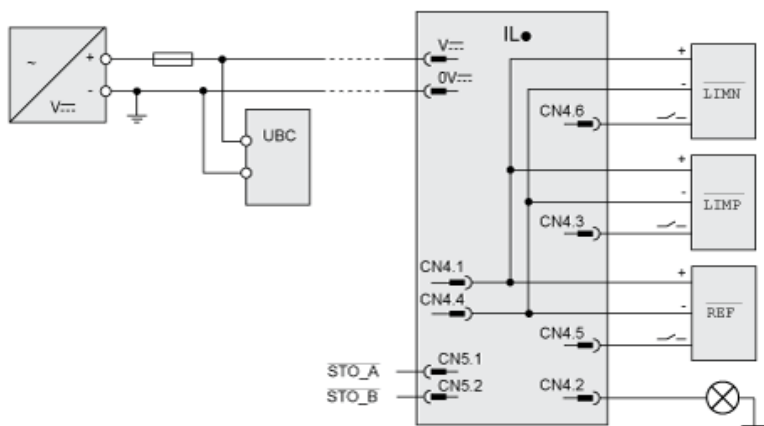 IL●
V⎓
+
0V⎓
-
LIMN
CN4.6
~
+
-
V⎓
UBC
+
-
LIMP
CN4.3
CN4.1
+
CN4.4
-
REF
CN4.5
CN5.1
STO_A
CN5.2
STO_B
CN4.2